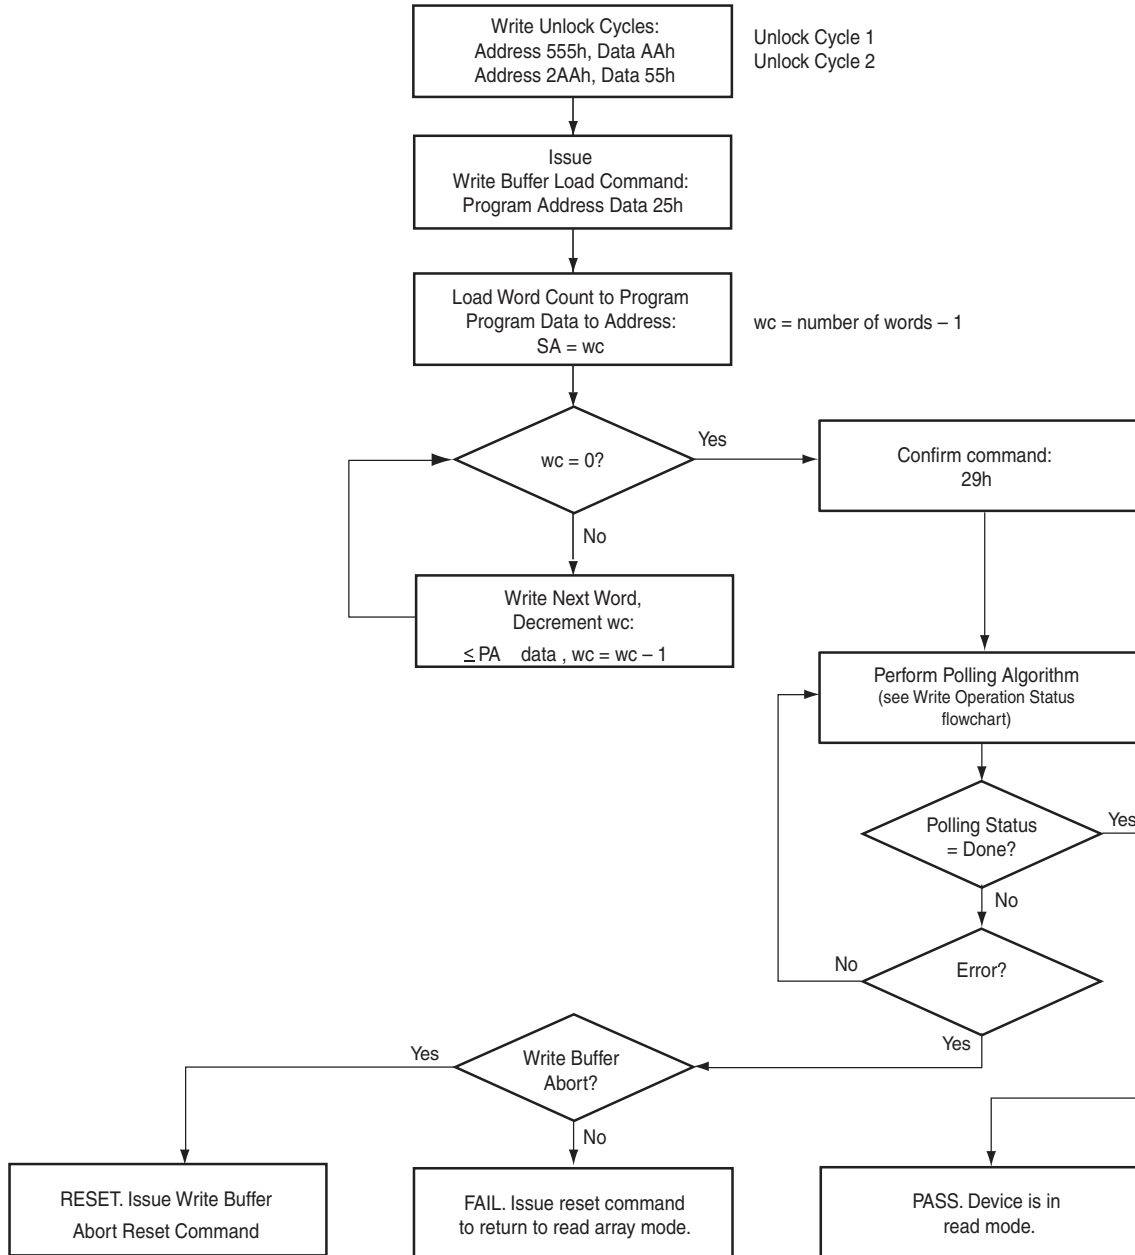 Write Unlock Cycles:
Address 555h, Data AAh
Address 2AAh, Data 55h
Unlock Cycle 1
Unlock Cycle 2
Issue
Write Buffer Load Command:
Program Address Data 25h
Load Word Count to Program
Program Data to Address:
SA = wc
wc = number of words – 1
wc = 0?
Yes
Confirm command:
29h
No
Write Next Word,
Decrement wc:
≤ PA data , wc = wc – 1
Perform Polling Algorithm
(see Write Operation Status
flowchart)
Polling Status
= Done?
Yes
No
Error?
No
Yes
Write Buffer
Abort?
Yes
No
RESET. Issue Write Buffer
Abort Reset Command
FAIL. Issue reset command
to return to read array mode.
PASS. Device is in
read mode.